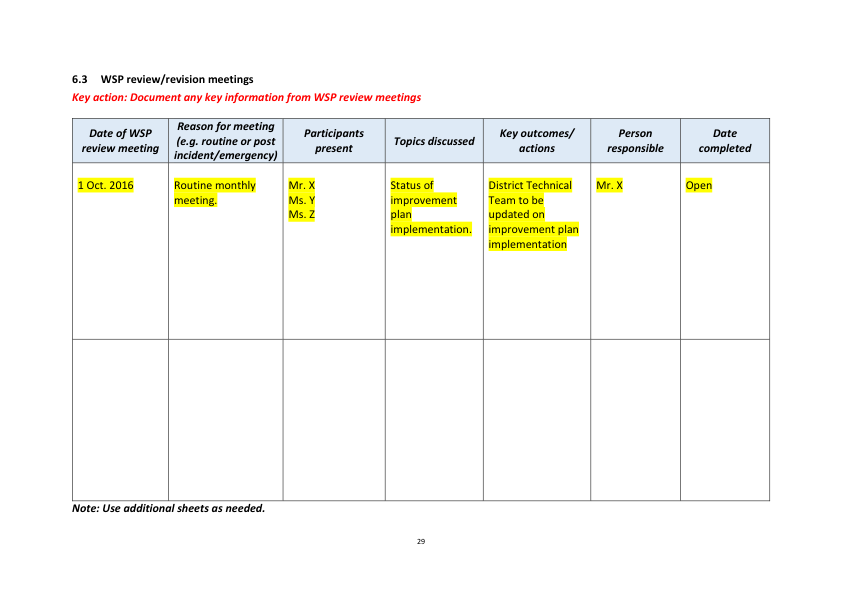 6.3 WSP review/revision meetings
Key action: Document any key information from WSP review meetings
Date of WSP
review meeting
Reason for meeting
(e.g. routine or post
incident/emergency)
Participants
present
Topics discussed
Key outcomes/
actions
Person
responsible
Date
completed
1 Oct. 2016
Routine monthly
meeting.
Mr. X
Ms. Y
Ms. Z
Status of
improvement
plan
implementation.
District Technical
Team to be
updated on
improvement plan
implementation
Mr. X
Open
Note: Use additional sheets as needed.
29